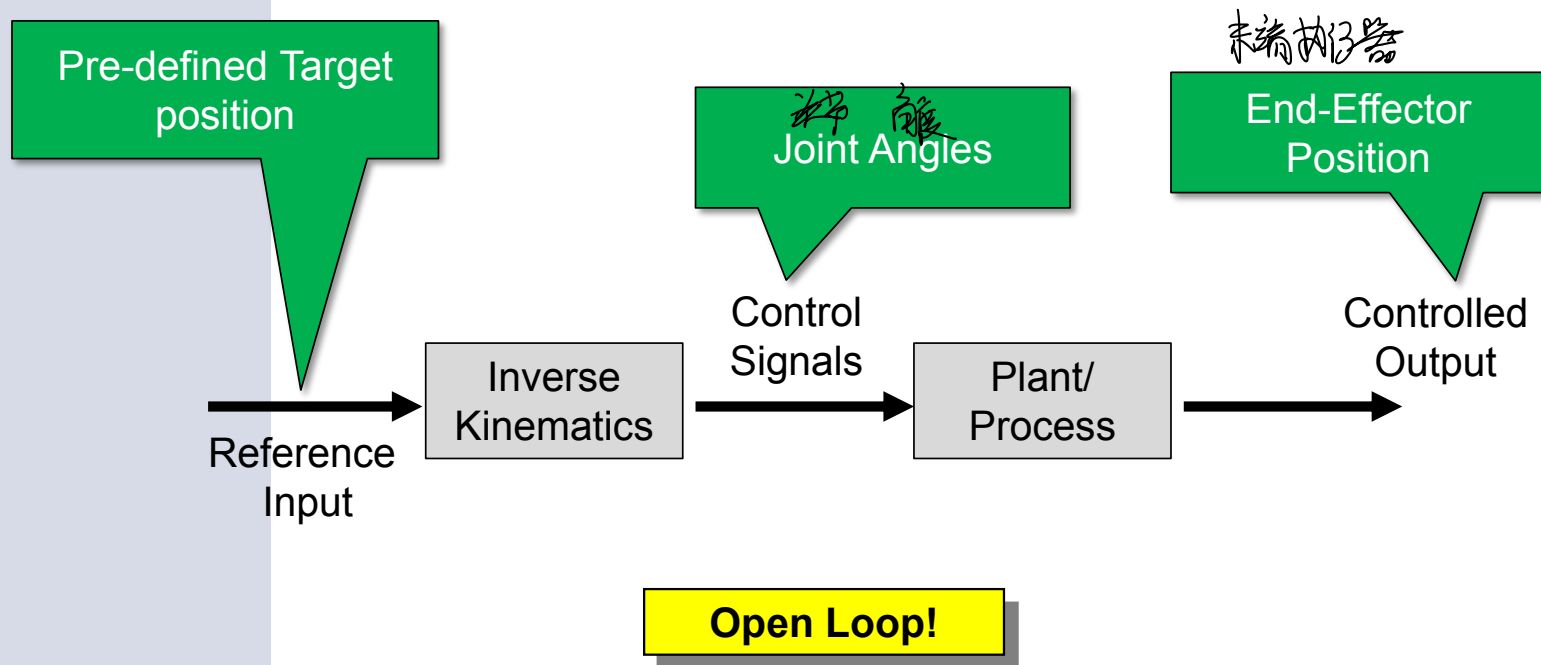 末端执行器
Pre-defined Target
position
关节 角度
Joint Angles
End-Effector
Position
Control
Signals
Controlled
Output
Inverse
Kinematics
Plant/
Process
Reference
Input
Open Loop!